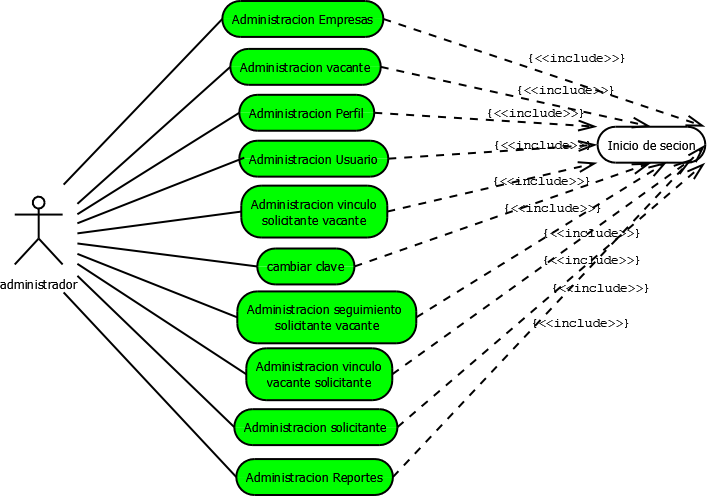 Administracion Empresas
{<<include>>}
Administracion vacante
{<<include>>}
Administracion Perfil
{<<include>>}
Administracion Usuario
{<<include>>}
Inicio de secion
Administracion vinculo
solicitante vacante
{<<include>>}
{<<include>>}
cambiar clave
{<<include>>}
{<<include>>}
administrador
Administracion seguimiento
solicitante vacante
{<<include>>}
{<<include>>}
Administracion vinculo
vacante solicitante
Administracion solicitante
Administracion Reportes